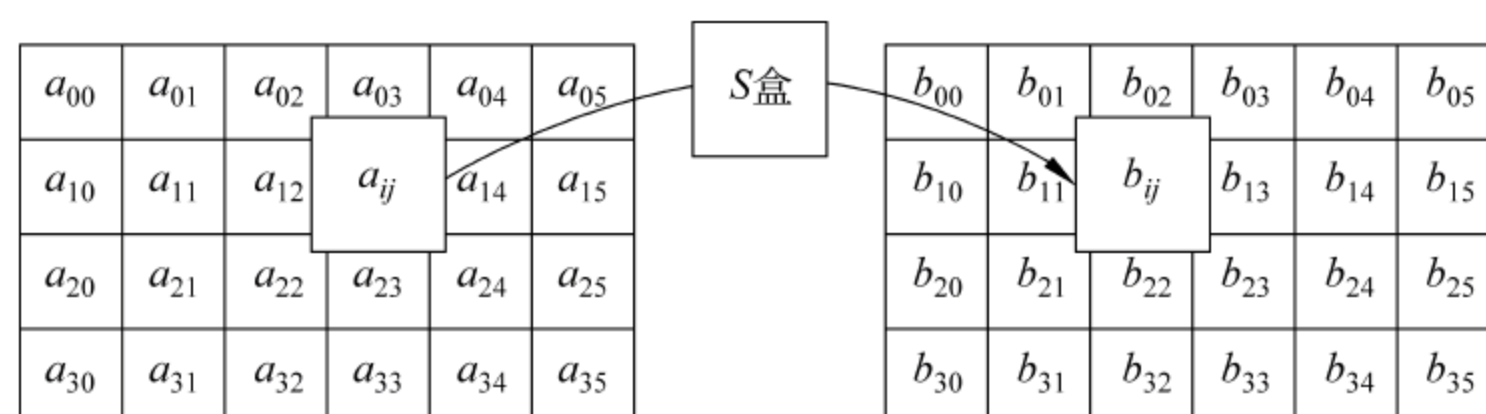 S盒
a00 a01 a02 a03 a04 a05 b00 b01 b02 b03 b04 b05
a10 a11 a12 aij a14 a15 b10 b11 bij b13 b14 b15
a20 a21 a22 a23 a24 a25 b20 b21 b22 b23 b24 b25
a30 a31 a32 a33 a34 a35 b30 b31 b32 b33 b34 b35